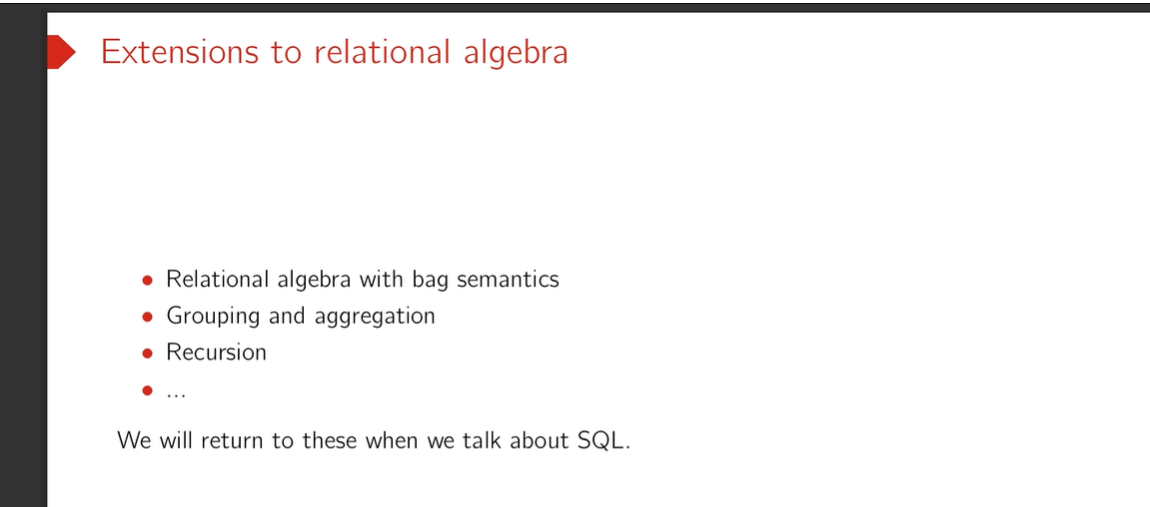 Extensions to relational algebra
• Relational algebra with bag semantics
• Grouping and aggregation
• Recursion
• ...
We will return to these when we talk about SQL.